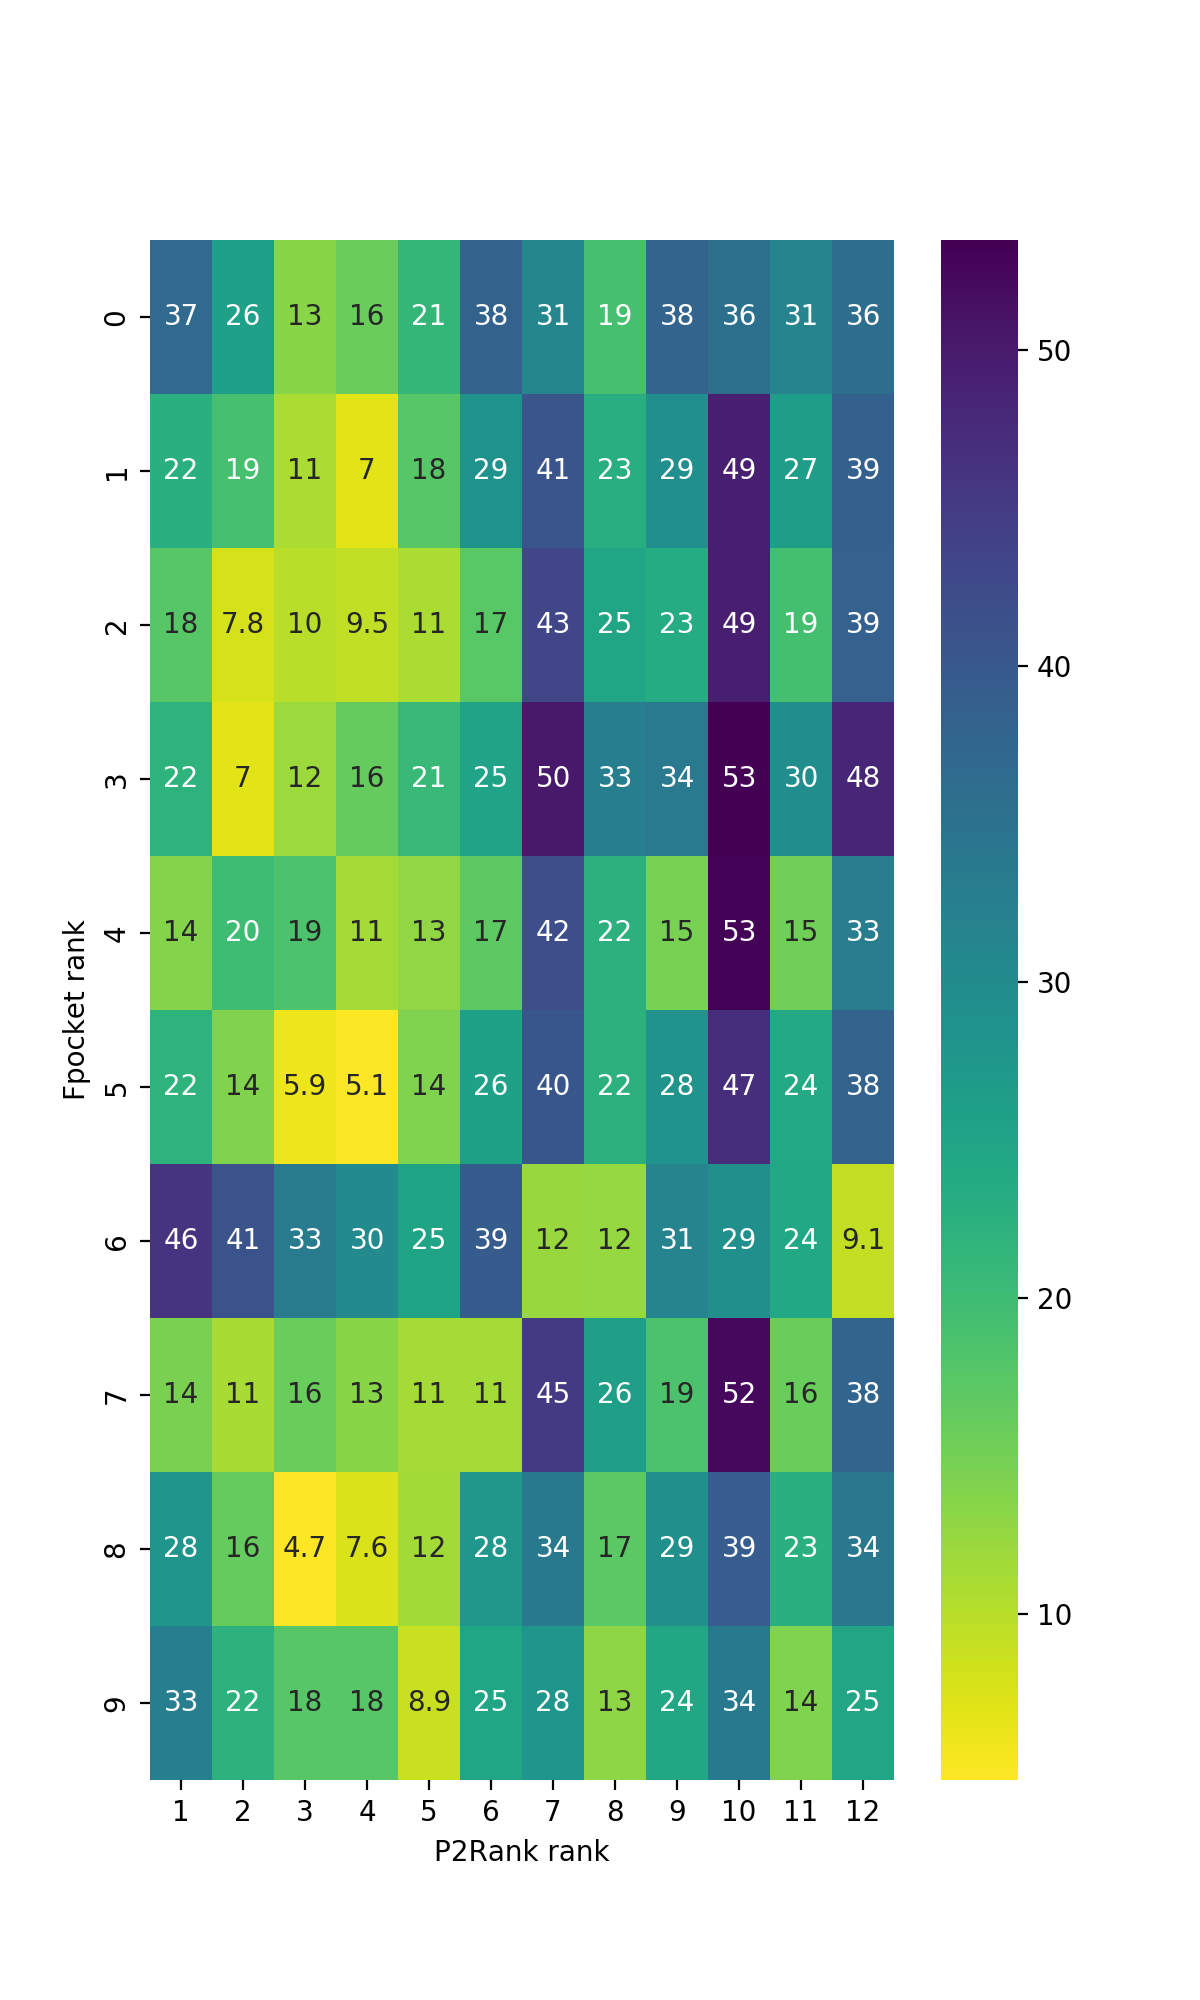 0 37 26 13 16 21 38 31 19 38 36 31 36
50
1 22 19 11 7 18 29 41 23 29 49 27 39
2 18 7.8 10 9.5 11 17 43 25 23 49 19 39
40
3 22 7 12 16 21 25 50 33 34 53 30 48
4 14 20 19 11 13 17 42 22 15 53 15 33
30
Fpocket rank
5 22 14 5.9 5.1 14 26 40 22 28 47 24 38
6 46 41 33 30 25 39 12 12 31 29 24 9.1
20
7 14 11 16 13 11 11 45 26 19 52 16 38
8 28 16 4.7 7.6 12 28 34 17 29 39 23 34
10
9 33 22 18 18 8.9 25 28 13 24 34 14 25
1 2 3 4 5 6 7 8 9 10 11 12
P2Rank rank